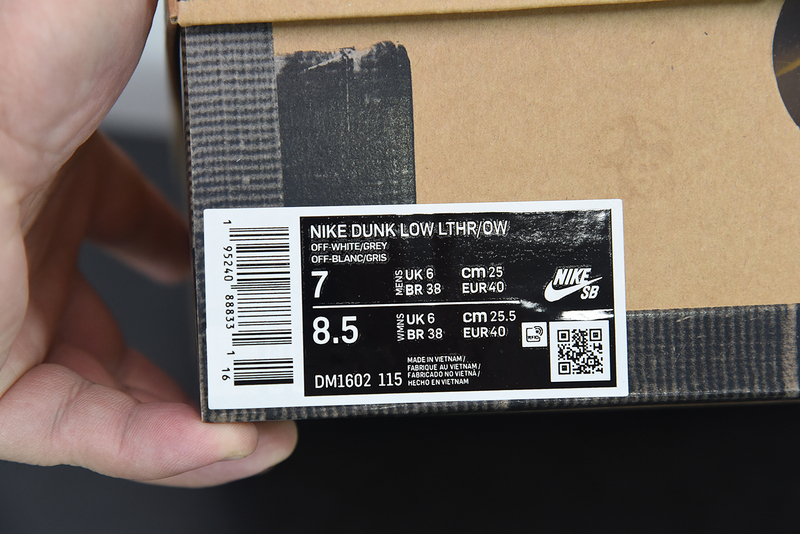 1 95240 88833 1 16
NIKE DUNK LOW LTHR/OW
OFF-WHITE/GREY
OFF-BLANC/GRIS
7 MENS UK 6 cm 25
BR 38 EUR 40
NIKE
SB
8.5 WMNS UK 6 cm 25.5
BR 38 EUR 40
RFID
DM1602 115
MADE IN VIETNAM/
FABRIQUE AU VIETNAM/
FABRICADO NO VIETNÃ/
HECHO EN VIETNAM